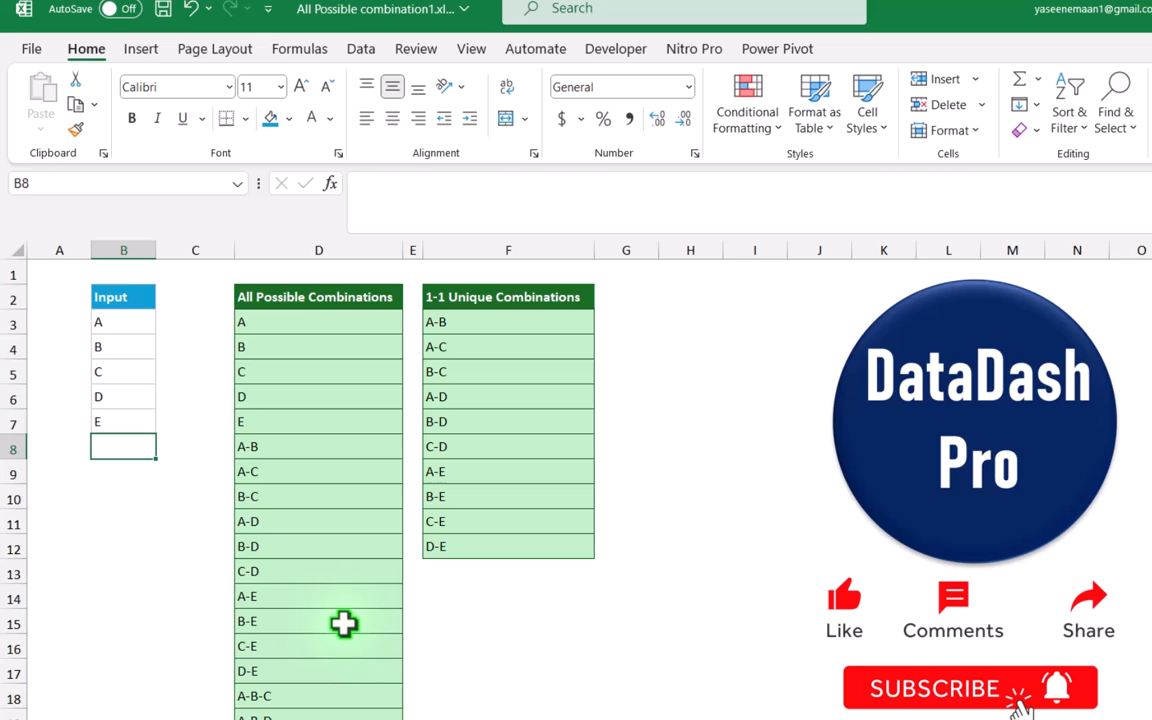 AutoSave Off All Possible combination1.xl... Search yaseenemaan1@gmail.co
File Home Insert Page Layout Formulas Data Review View Automate Developer Nitro Pro Power Pivot
Paste
Clipboard
Calibri 11
B I U A
Font
ab
Alignment
General
$ % 9
Number
Conditional Formatting
Format as Table
Cell Styles
Styles
Insert
Delete
Format
Cells
Sort & Filter
Find & Select
Editing
B8 fx
A B C D E F G H I J K L M N O
1
2 Input All Possible Combinations 1-1 Unique Combinations
3 A A A-B
4 B B A-C
5 C C B-C
6 D D A-D
7 E E B-D
8 A-B C-D
9 A-C A-E
10 B-C B-E
11 A-D C-E
12 B-D D-E
13 C-D
14 A-E
15 B-E
16 C-E
17 D-E
18 A-B-C
A-B-D
DataDash
Pro
Like Comments Share
SUBSCRIBE